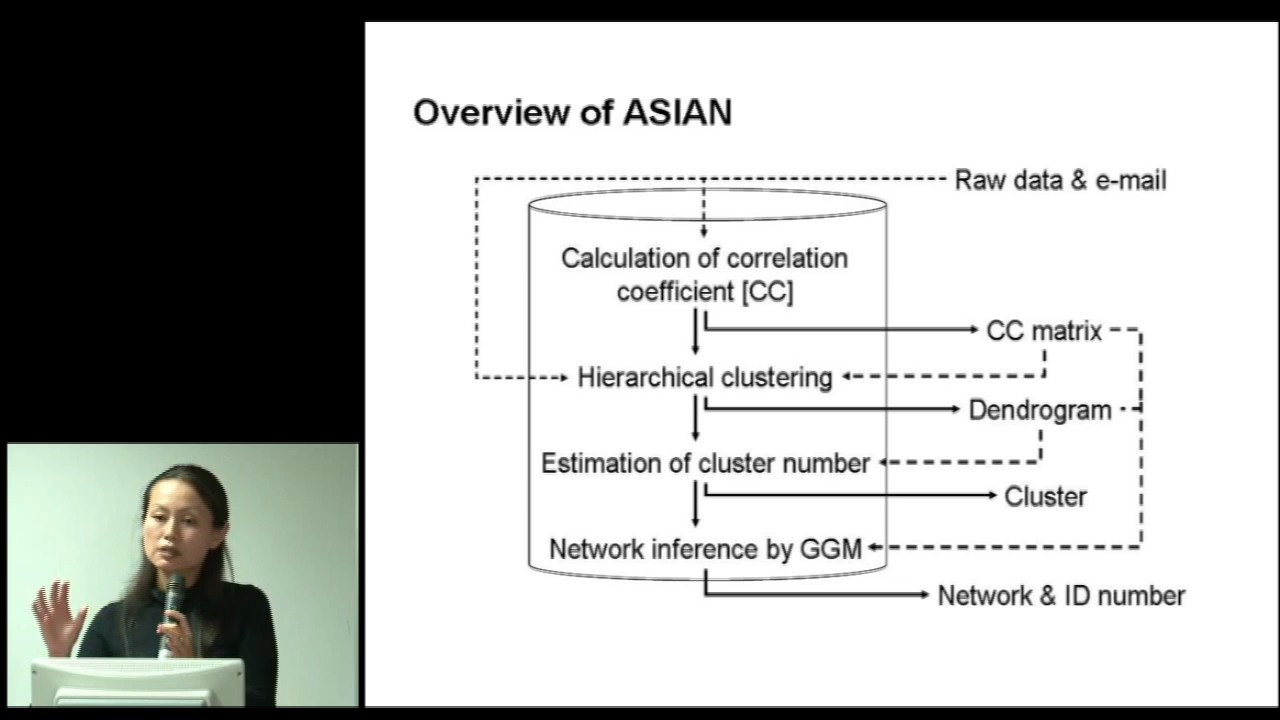 Overview of ASIAN
Raw data & e-mail
Calculation of correlation
coefficient [CC]
CC matrix
Hierarchical clustering
Dendrogram
Estimation of cluster number
Cluster
Network inference by GGM
Network & ID number